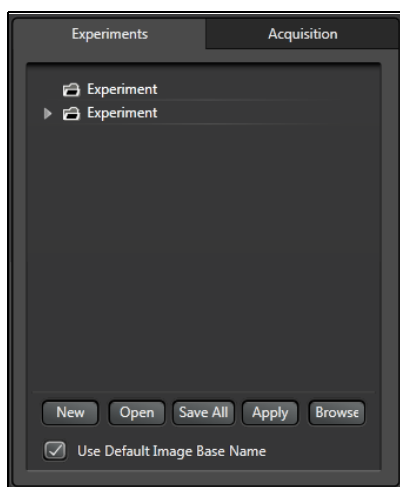 Experiments Acquisition
Experiment
Experiment
New Open Save All Apply Browse
Use Default Image Base Name